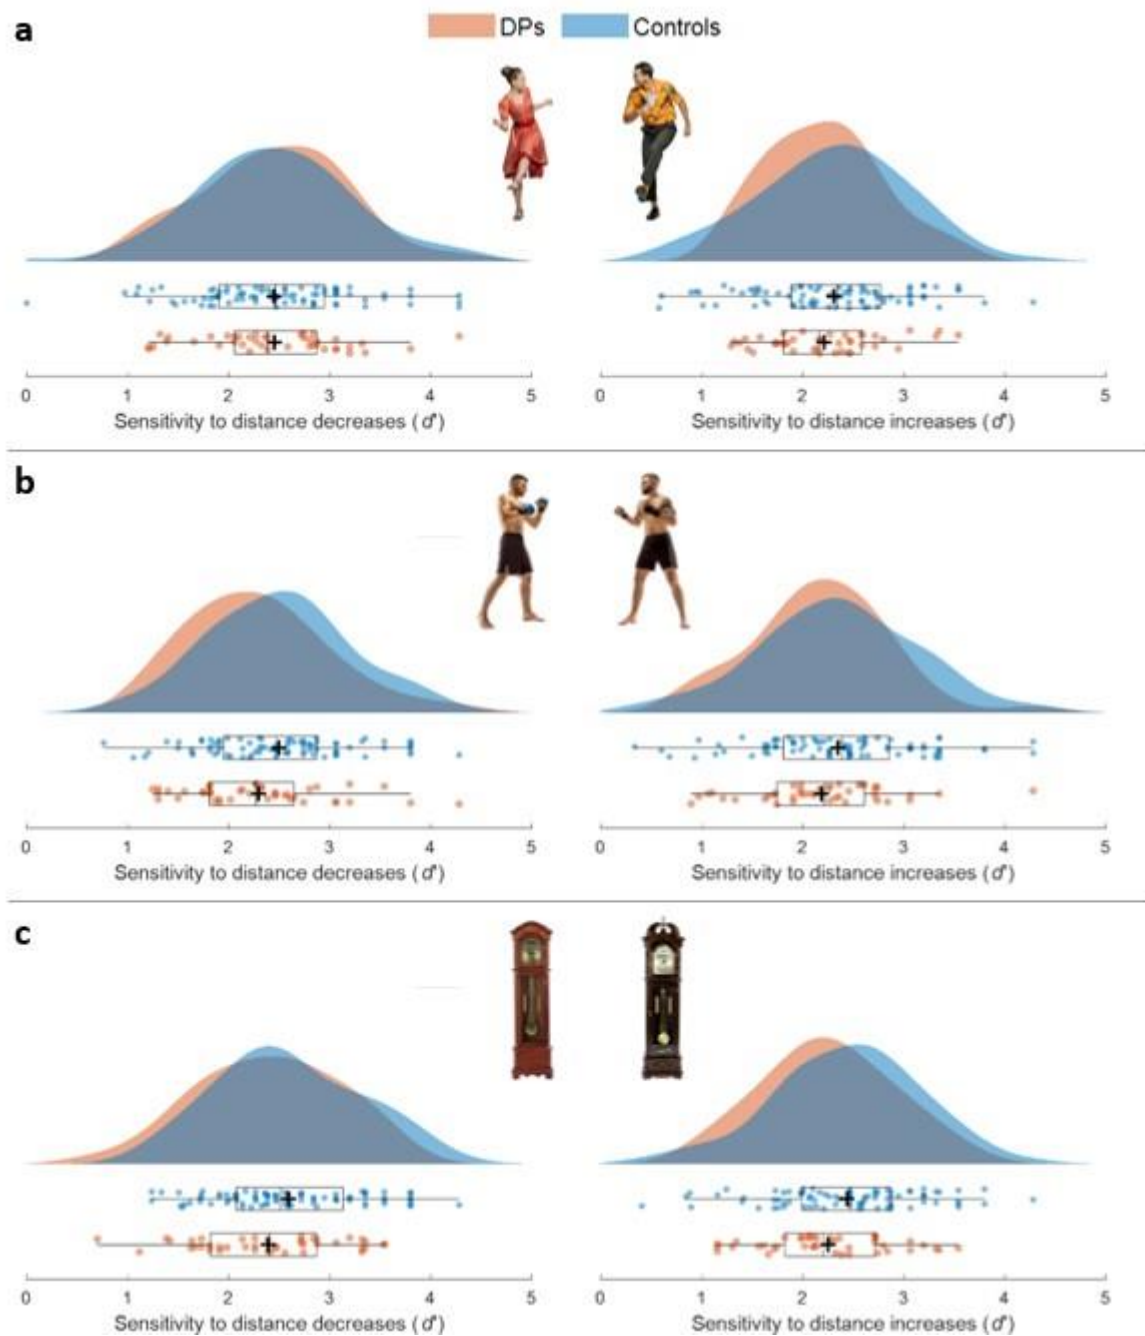 a
DPs Controls
0 1 2 3 4 5 0 1 2 3 4 5
Sensitivity to distance decreases (d') Sensitivity to distance increases (d')
b
0 1 2 3 4 5 0 1 2 3 4 5
Sensitivity to distance decreases (d') Sensitivity to distance increases (d')
c
0 1 2 3 4 5 0 1 2 3 4 5
Sensitivity to distance decreases (d') Sensitivity to distance increases (d')